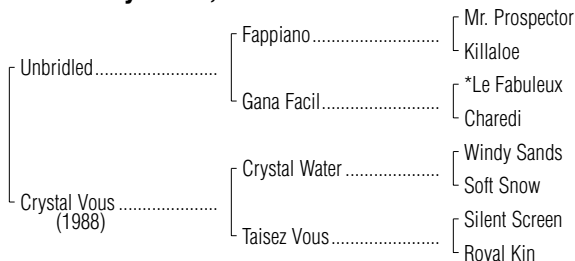 Mr. Prospector
Fappiano
Killaloe
Unbridled
*Le Fabuleux
Gana Facil
Charedi
Windy Sands
Crystal Water
Soft Snow
Crystal Vous
(1988)
Silent Screen
Taisez Vous
Royal Kin